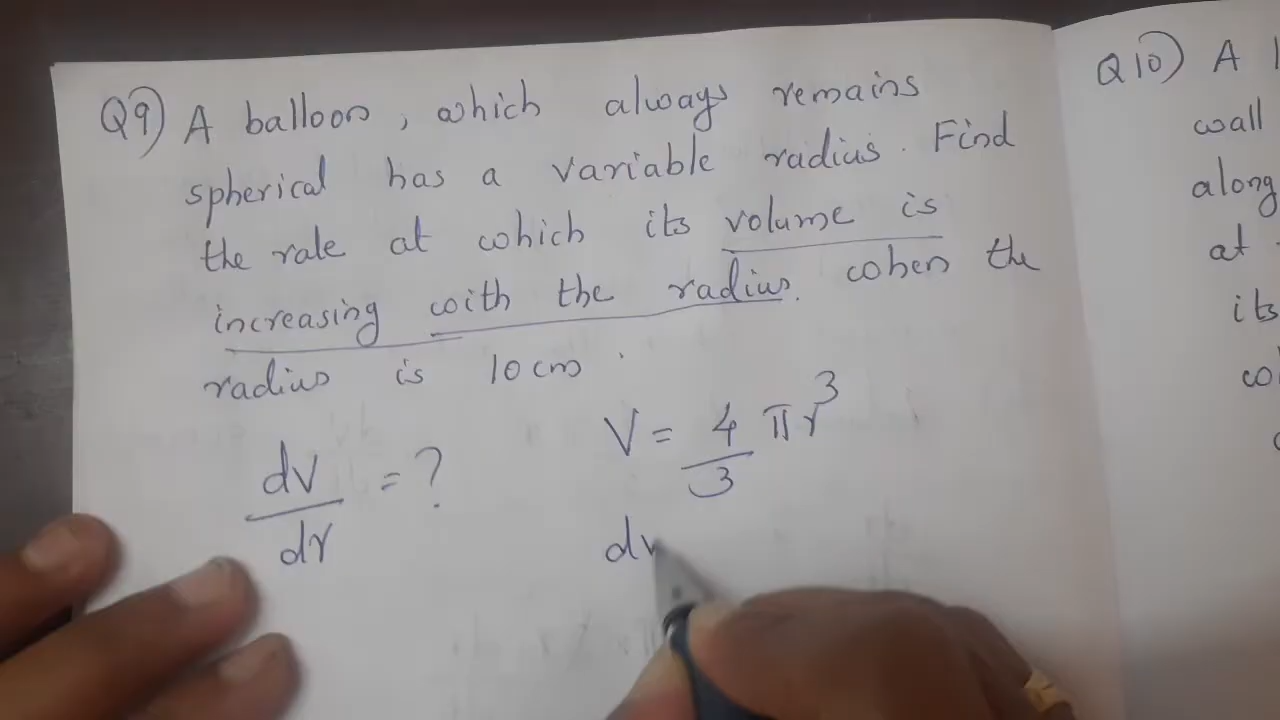 Q9) A balloon, which always remains
spherical has a variable radius. Find
the rate at which its volume is
increasing with the radius. when the
radius is 10 cm.
dV/dr = ?
V = 4/3 πr³
dv
Q10) A
wall
along
at
its